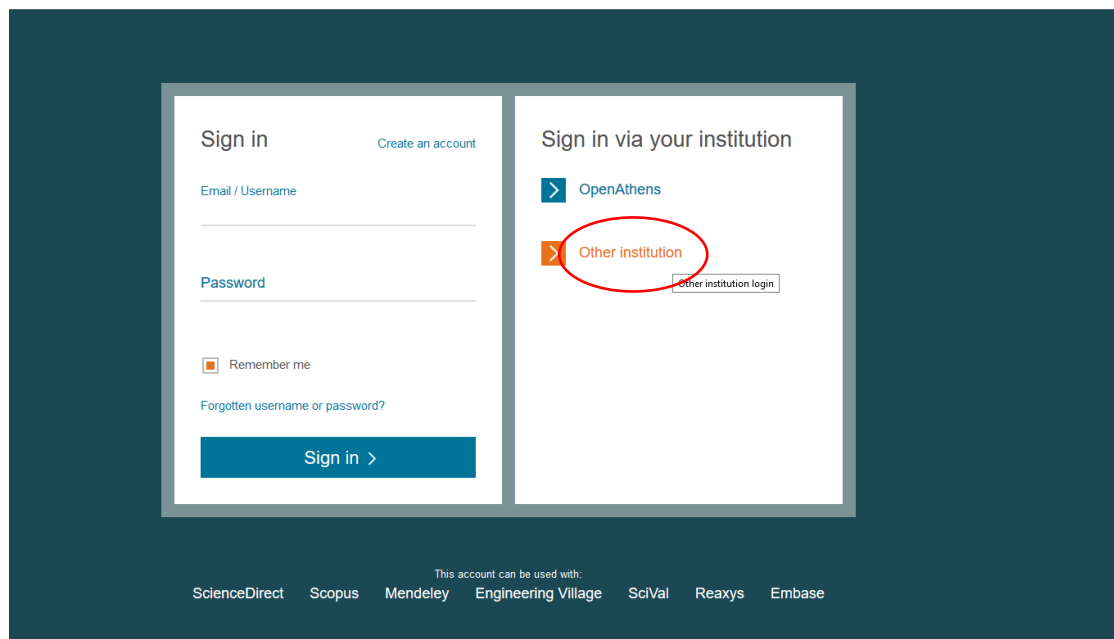 Sign in
Create an account
Email / Username
Password
Remember me
Forgotten username or password?
Sign in
Sign in via your institution
OpenAthens
Other institution
Other institution login
This account can be used with:
ScienceDirect Scopus Mendeley Engineering Village SciVal Reaxys Embase